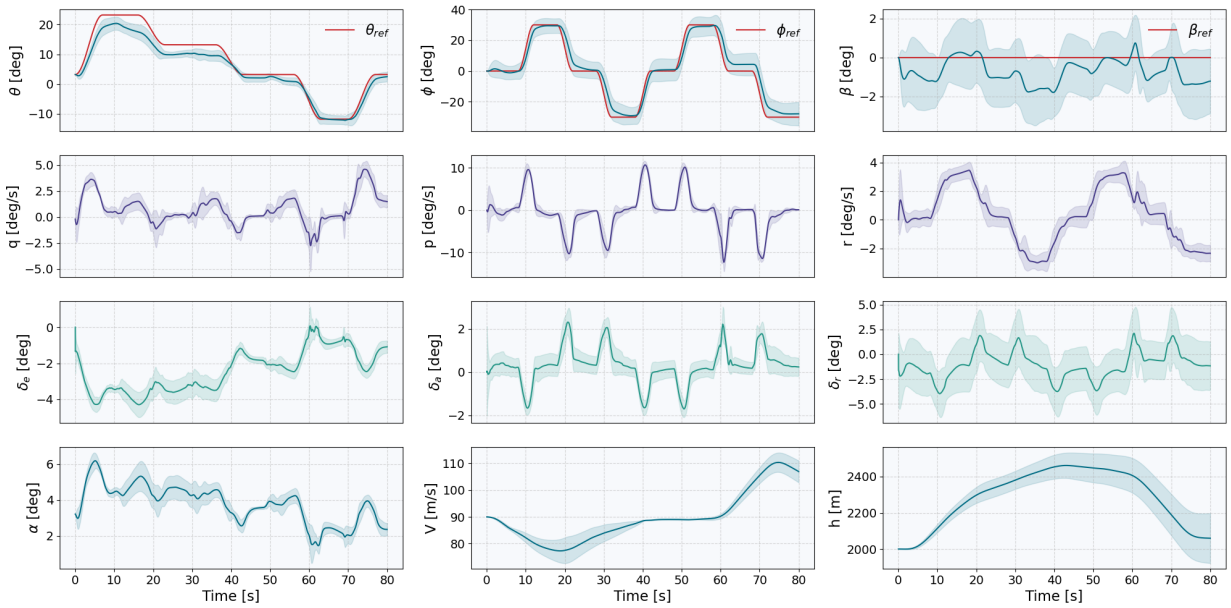 θ [deg]
20
10
0
−10
θref
ϕ [deg]
40
20
0
−20
ϕref
β [deg]
2
0
−2
βref
q [deg/s]
5.0
2.5
0.0
−2.5
−5.0
p [deg/s]
10
0
−10
r [deg/s]
4
2
0
−2
δe [deg]
0
−2
−4
δa [deg]
2
0
−2
δr [deg]
5.0
2.5
0.0
−2.5
−5.0
α [deg]
6
4
2
V [m/s]
110
100
90
80
h [m]
2400
2200
2000
0 10 20 30 40 50 60 70 80
0 10 20 30 40 50 60 70 80
0 10 20 30 40 50 60 70 80
Time [s]
Time [s]
Time [s]